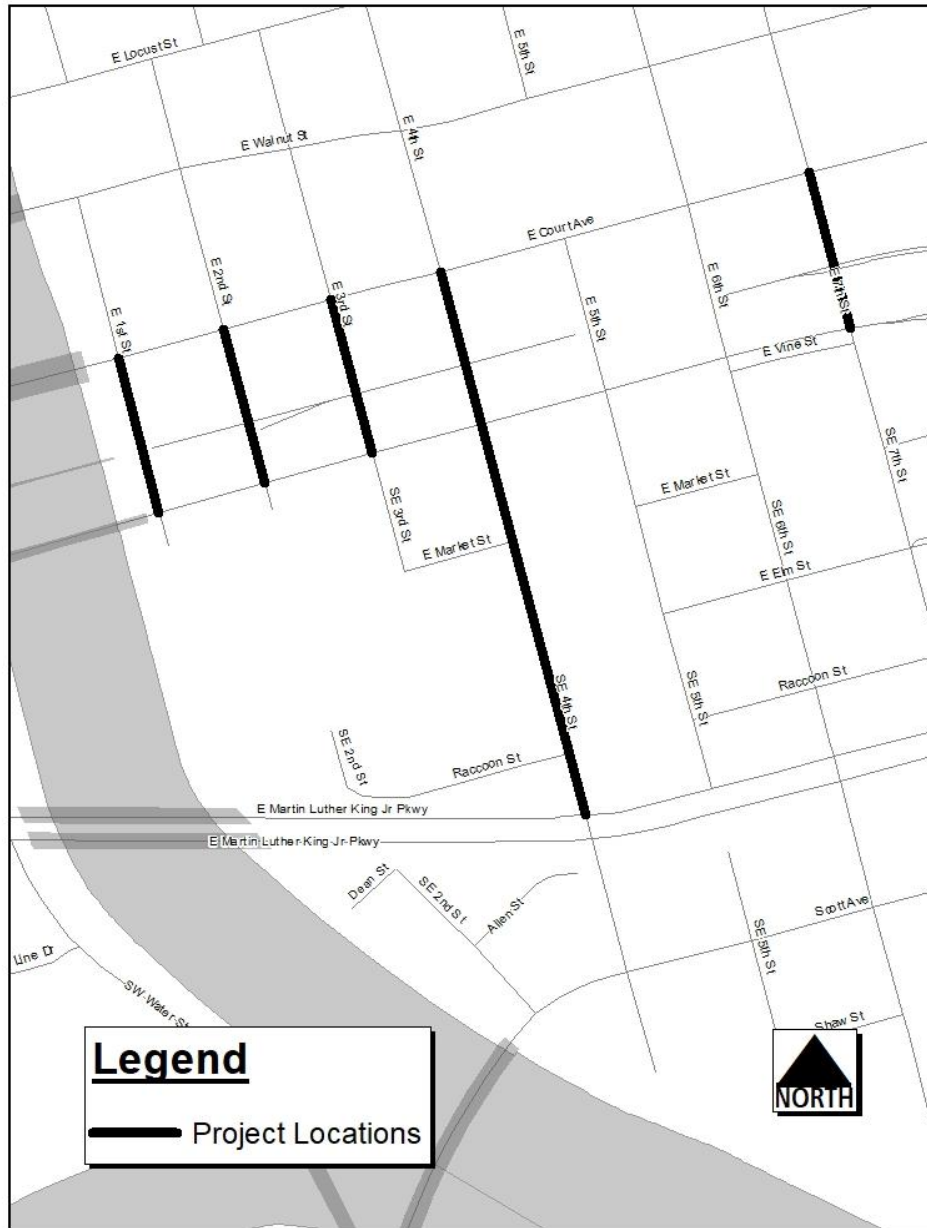 E Locust St
E 5th St
E Walnut St
E 4th St
E Court Ave
E 1st St
E 2nd St
E 3rd St
E 5th St
E 6th St
E Vine St
SE 3rd St
E Market St
E Market St
SE 6th St
SE 7th St
E Elm St
SE 4th St
SE 5th St
Raccoon St
SE 2nd St
Raccoon St
E Martin Luther King Jr Pkwy
E Martin Luther King Jr Pkwy
Dean St
SE 2nd St
Allen St
Scott Ave
SE 5th St
Line Dr
SW Water St
Shaw St
Legend
Project Locations
NORTH